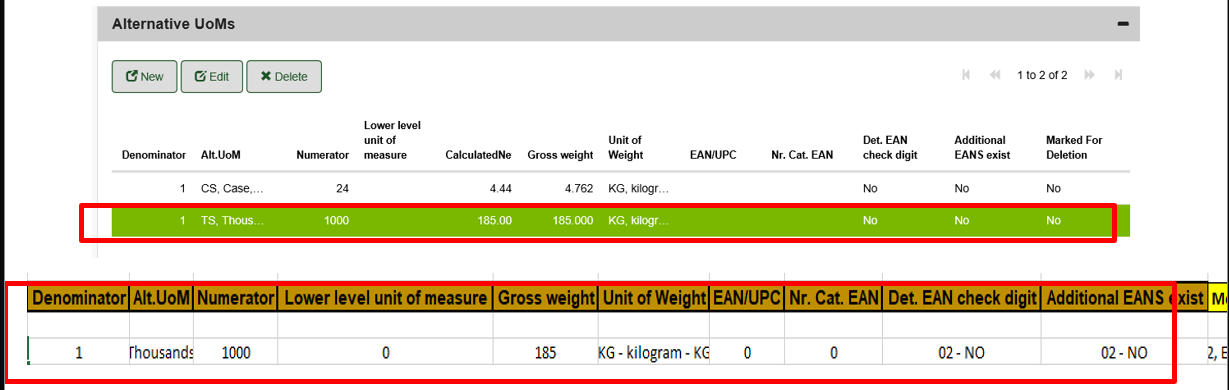 Alternative UoMs
New Edit Delete 1 to 2 of 2
Denominator Alt.UoM Numerator Lower level unit of measure CalculatedNe Gross weight Unit of Weight EAN/UPC Nr. Cat. EAN Det. EAN check digit Additional EANS exist Marked For Deletion
1 CS, Case,... 24 4.44 4.762 KG, kilogr... No No No
1 TS, Thous... 1000 185.00 185.000 KG, kilogr... No No No
Denominator Alt.UoM Numerator Lower level unit of measure Gross weight Unit of Weight EAN/UPC Nr. Cat. EAN Det. EAN check digit Additional EANS exist
1 Thousands 1000 0 185 KG - kilogram - KG 0 0 02 - NO 02 - NO